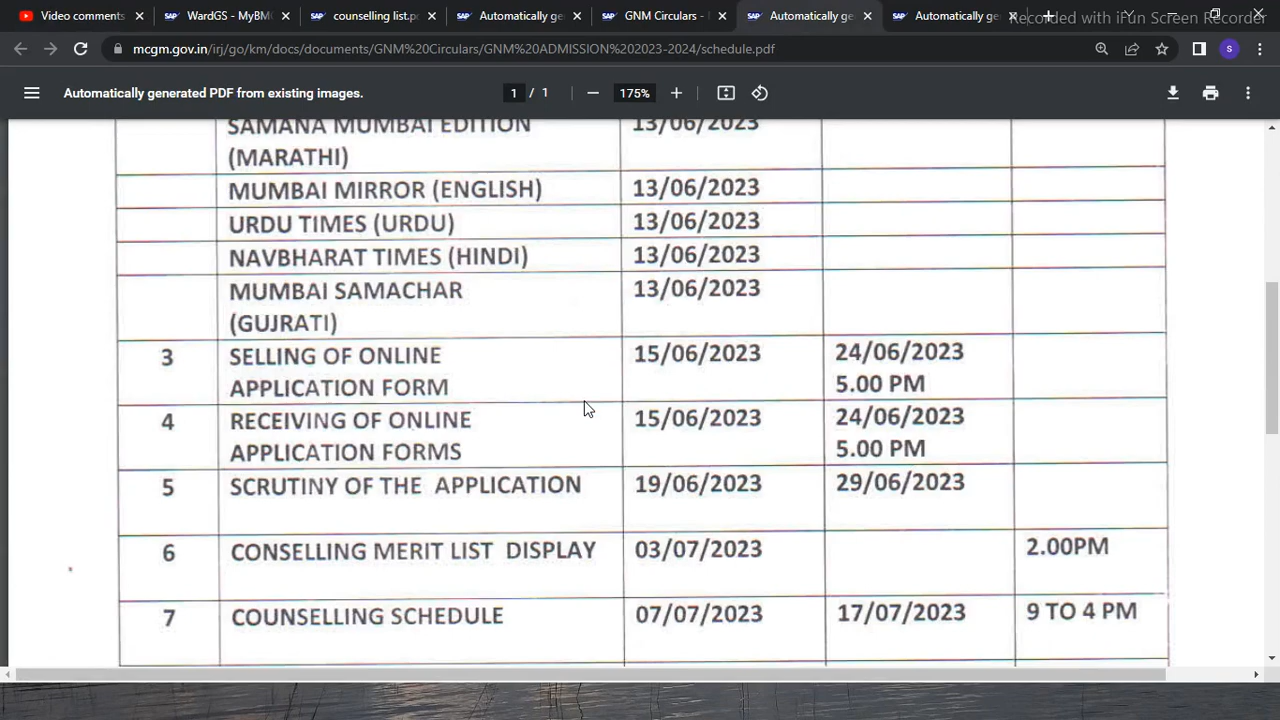 Recorded with iFun Screen Recorder
Video comments
WardGS - MyBM
counselling list.p
Automatically ge
GNM Circulars -
Automatically ge
Automatically ge
mcgm.gov.in/irj/go/km/docs/documents/GNM%20Circulars/GNM%20ADMISSION%202023-2024/schedule.pdf
S
Automatically generated PDF from existing images.
1 / 1
175%
SAMANA MUMBAI EDITION 13/06/2023
(MARATHI)
MUMBAI MIRROR (ENGLISH) 13/06/2023
URDU TIMES (URDU) 13/06/2023
NAVBHARAT TIMES (HINDI) 13/06/2023
MUMBAI SAMACHAR 13/06/2023
(GUJRATI)
3 SELLING OF ONLINE 15/06/2023 24/06/2023
APPLICATION FORM 5.00 PM
4 RECEIVING OF ONLINE 15/06/2023 24/06/2023
APPLICATION FORMS 5.00 PM
5 SCRUTINY OF THE APPLICATION 19/06/2023 29/06/2023
6 CONSELLING MERIT LIST DISPLAY 03/07/2023 2.00PM
7 COUNSELLING SCHEDULE 07/07/2023 17/07/2023 9 TO 4 PM